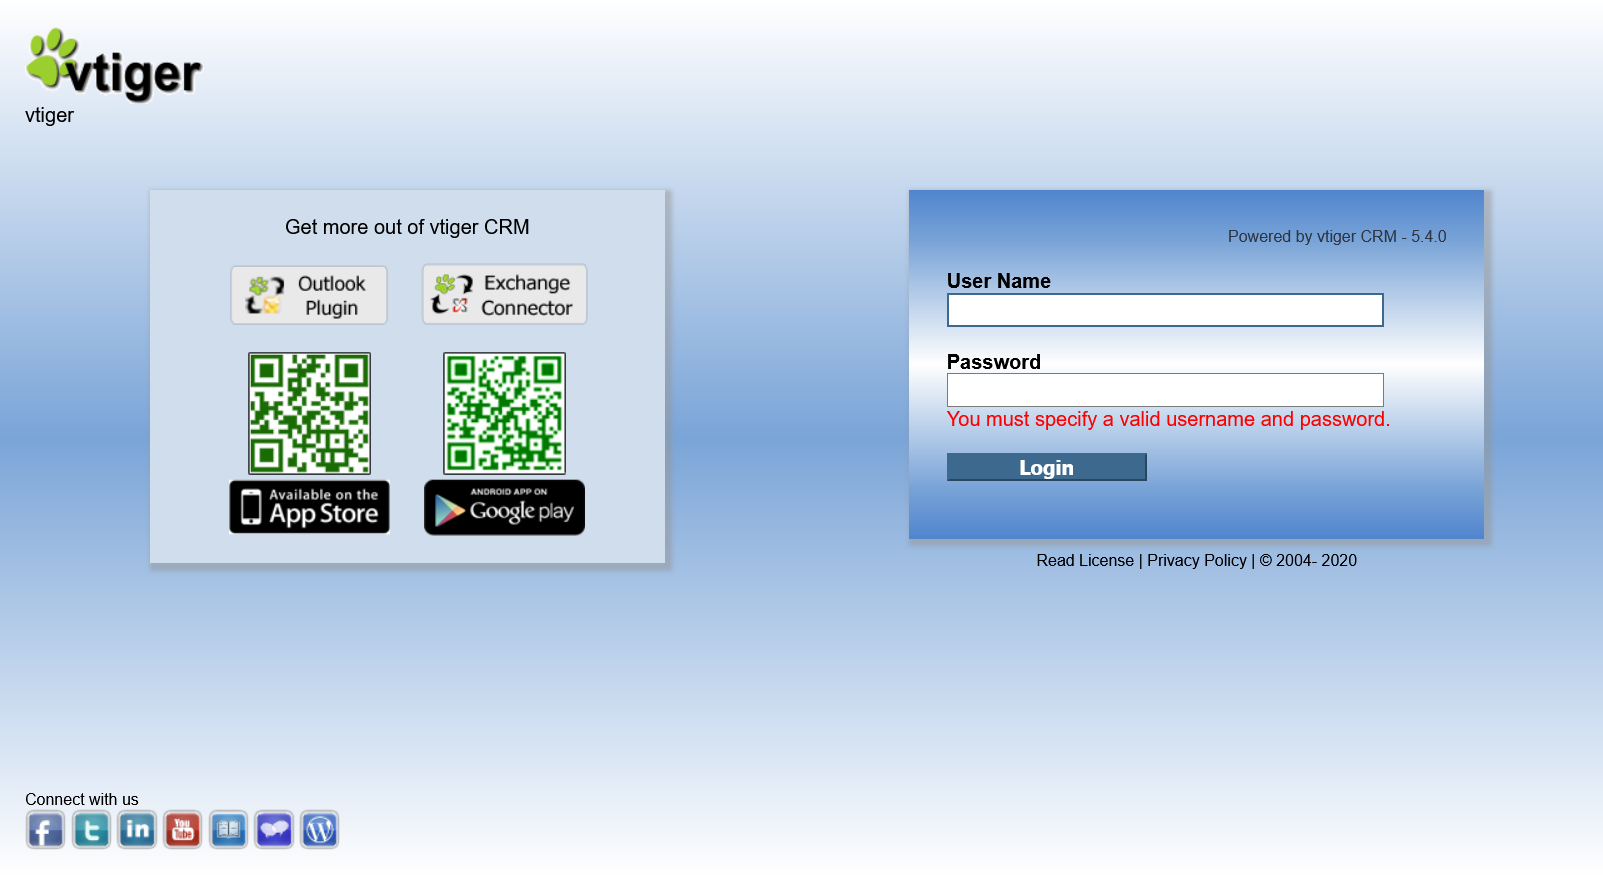 vtiger
vtiger
Get more out of vtiger CRM
Outlook
Plugin
Exchange
Connector
Available on the
App Store
ANDROID APP ON
Google play
Powered by vtiger CRM - 5.4.0
User Name
Password
You must specify a valid username and password.
Login
Read License | Privacy Policy | © 2004- 2020
Connect with us
f
t
in
You
Tube
W